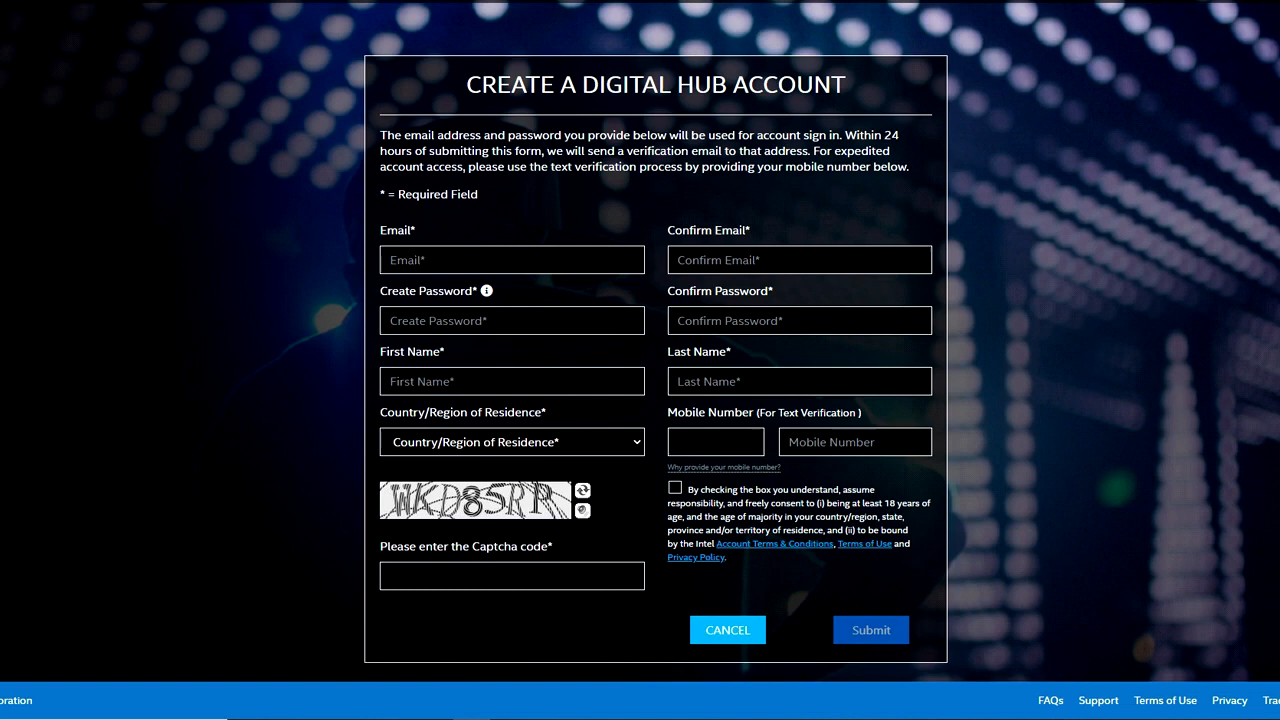 CREATE A DIGITAL HUB ACCOUNT
The email address and password you provide below will be used for account sign in. Within 24
hours of submitting this form, we will send a verification email to that address. For expedited
account access, please use the text verification process by providing your mobile number below.
* = Required Field
Email* Confirm Email*
Email* Confirm Email*
Create Password* Confirm Password*
Create Password* Confirm Password*
First Name* Last Name*
First Name* Last Name*
Country/Region of Residence* Mobile Number (For Text Verification )
Country/Region of Residence* Mobile Number
Why provide your mobile number?
By checking the box you understand, assume
responsibility, and freely consent to (i) being at least 18 years of
age, and the age of majority in your country/region, state,
province and/or territory of residence, and (ii) to be bound
by the Intel Account Terms & Conditions, Terms of Use and
Privacy Policy.
Please enter the Captcha code*
CANCEL Submit
oration FAQs Support Terms of Use Privacy Tra